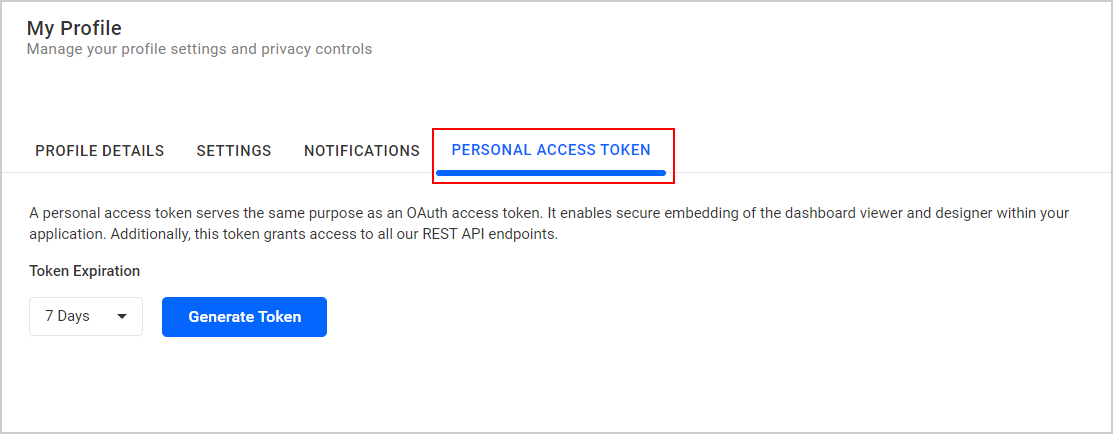 My Profile
Manage your profile settings and privacy controls
PROFILE DETAILS SETTINGS NOTIFICATIONS PERSONAL ACCESS TOKEN
A personal access token serves the same purpose as an OAuth access token. It enables secure embedding of the dashboard viewer and designer within your
application. Additionally, this token grants access to all our REST API endpoints.
Token Expiration
7 Days Generate Token